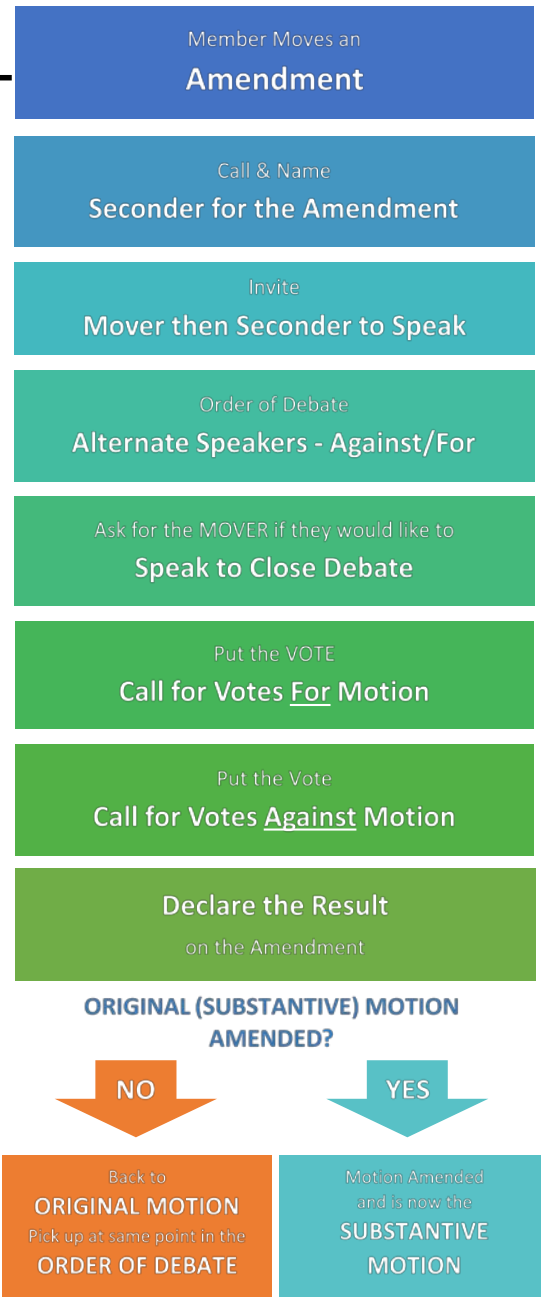 Member Moves an
Amendment
Call & Name
Seconder for the Amendment
Invite
Mover then Seconder to Speak
Order of Debate
Alternate Speakers - Against/For
Ask for the MOVER if they would like to
Speak to Close Debate
Put the VOTE
Call for Votes For Motion
Put the Vote
Call for Votes Against Motion
Declare the Result
on the Amendment
ORIGINAL (SUBSTANTIVE) MOTION
AMENDED?
NO
YES
Back to
ORIGINAL MOTION
Pick up at same point in the
ORDER OF DEBATE
Motion Amended
and is now the
SUBSTANTIVE
MOTION